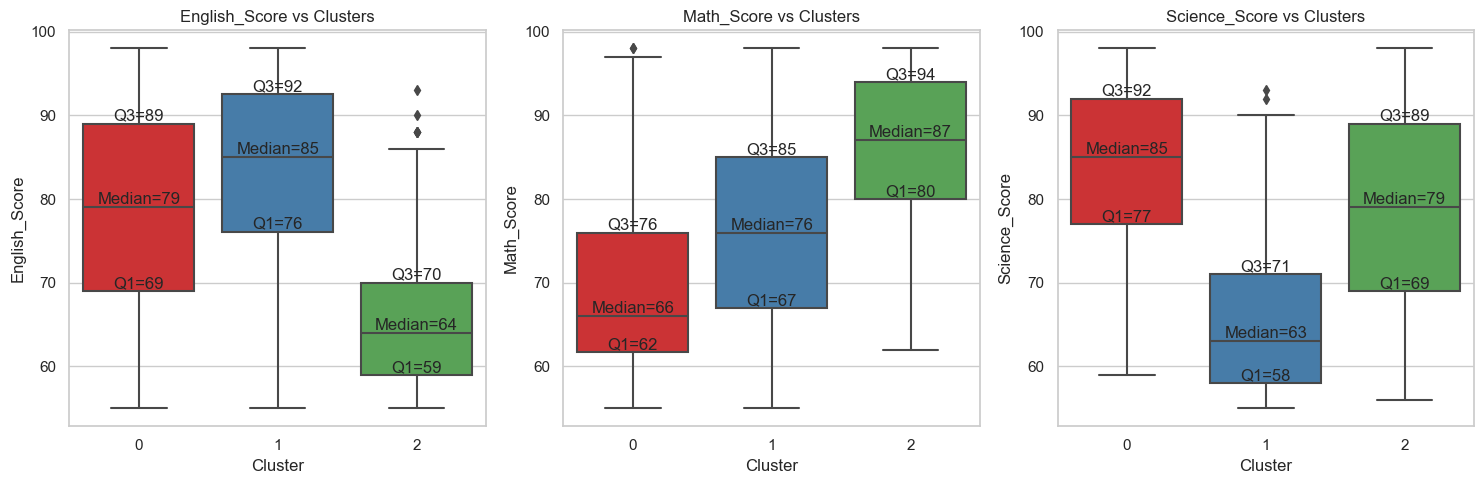 English_Score vs Clusters
100
90
80
70
60
English_Score
Q3=89
Median=79
Q1=69
Q3=92
Median=85
Q1=76
Q3=70
Median=64
Q1=59
0
1
2
Cluster
Math_Score vs Clusters
100
90
80
70
60
Math_Score
Q3=76
Median=66
Q1=62
Q3=85
Median=76
Q1=67
Q3=94
Median=87
Q1=80
0
1
2
Cluster
Science_Score vs Clusters
100
90
80
70
60
Science_Score
Q3=92
Median=85
Q1=77
Q3=71
Median=63
Q1=58
Q3=89
Median=79
Q1=69
0
1
2
Cluster